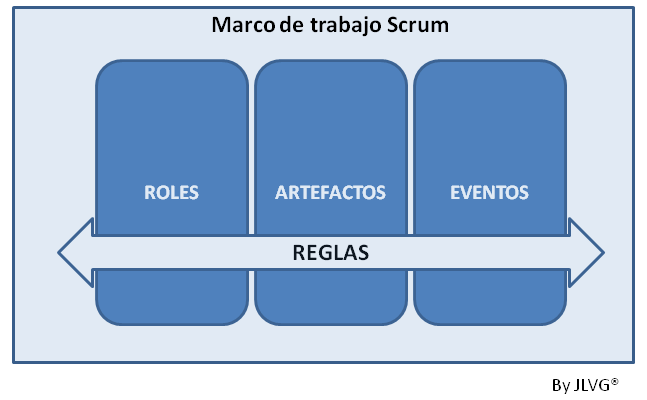 Marco de trabajo Scrum
ROLES
ARTEFACTOS
EVENTOS
REGLAS
By JLVG®